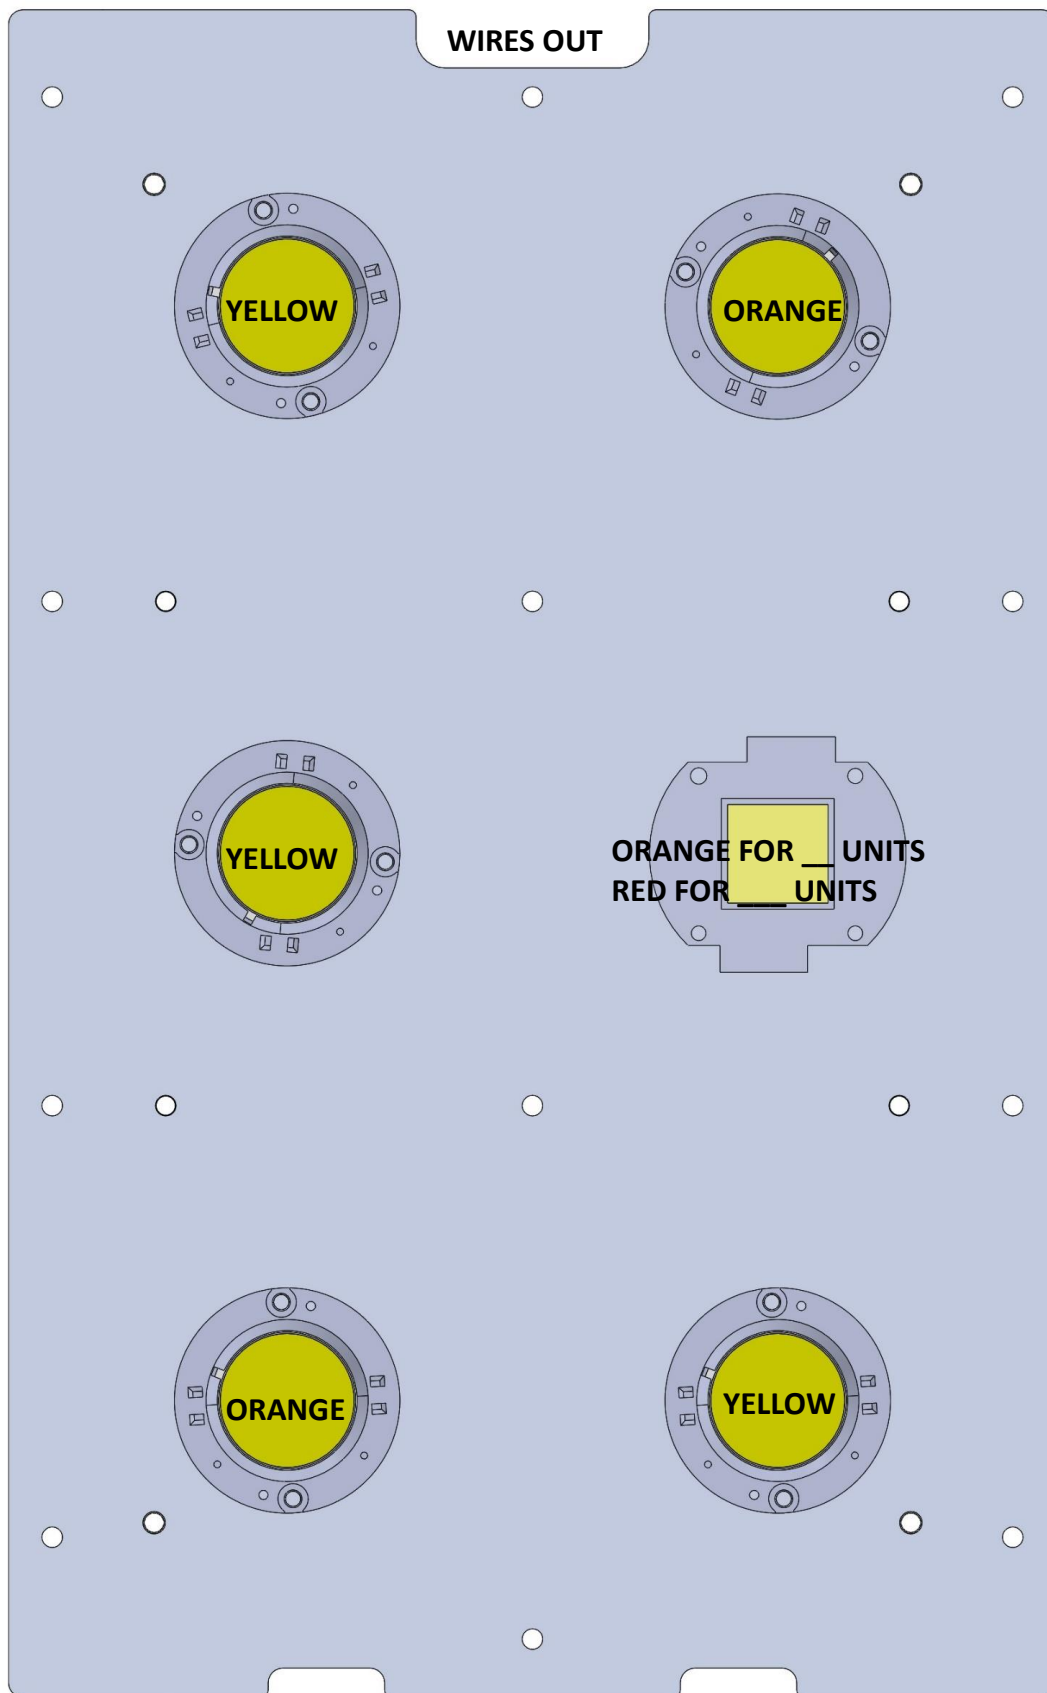 WIRES OUT
YELLOW
ORANGE
YELLOW
ORANGE FOR __ UNITS
RED FOR ___ UNITS
ORANGE
YELLOW